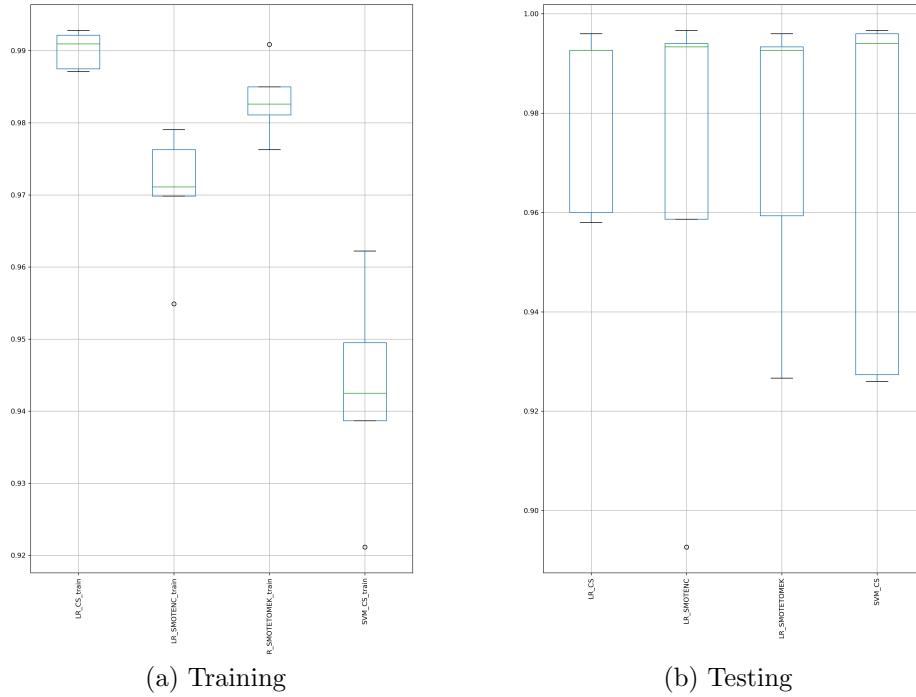 0.99
0.98
0.97
0.96
0.95
0.94
0.93
0.92
LR_CS_train
LR_SMOTENC_train
R_SMOTETOMEK_train
SVM_CS_train
(a) Training
1.00
0.98
0.96
0.94
0.92
0.90
LR_CS
LR_SMOTENC
LR_SMOTETOMEK
SVM_CS
(b) Testing